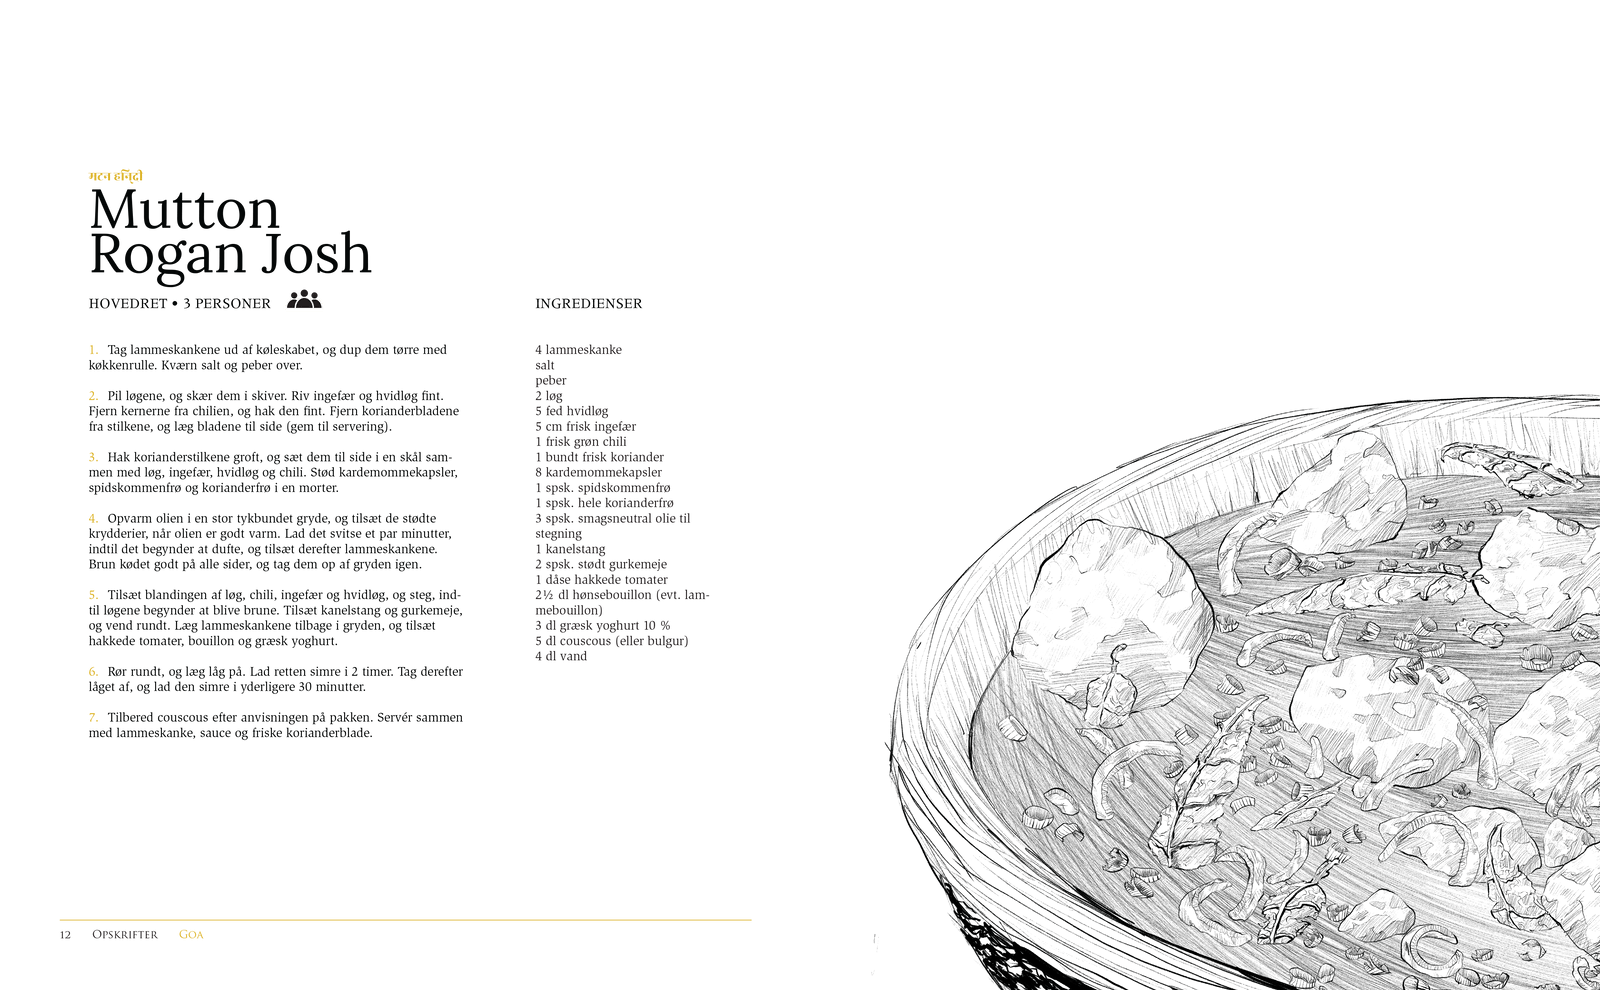 मटन हिन्दी
Mutton
Rogan Josh
HOVEDRET • 3 PERSONER
1. Tag lammeskankene ud af køleskabet, og dup dem tørre med
køkkenrulle. Kværn salt og peber over.
2. Pil løgene, og skær dem i skiver. Riv ingefær og hvidløg fint.
Fjern kernerne fra chilien, og hak den fint. Fjern korianderbladene
fra stilkene, og læg bladene til side (gem til servering).
3. Hak korianderstilkene groft, og sæt dem til side i en skål sam-
men med løg, ingefær, hvidløg og chili. Stød kardemommekapsler,
spidskommenfrø og korianderfrø i en morter.
4. Opvarm olien i en stor tykbundet gryde, og tilsæt de stødte
krydderier, når olien er godt varm. Lad det svitse et par minutter,
indtil det begynder at dufte, og tilsæt derefter lammeskankene.
Brun kødet godt på alle sider, og tag dem op af gryden igen.
5. Tilsæt blandingen af løg, chili, ingefær og hvidløg, og steg, ind-
til løgene begynder at blive brune. Tilsæt kanelstang og gurkemeje,
og vend rundt. Læg lammeskankene tilbage i gryden, og tilsæt
hakkede tomater, bouillon og græsk yoghurt.
6. Rør rundt, og læg låg på. Lad retten simre i 2 timer. Tag derefter
låget af, og lad den simre i yderligere 30 minutter.
7. Tilbered couscous efter anvisningen på pakken. Servér sammen
med lammeskanke, sauce og friske korianderblade.
INGREDIENSER
4 lammeskanke
salt
peber
2 løg
5 fed hvidløg
5 cm frisk ingefær
1 frisk grøn chili
1 bundt frisk koriander
8 kardemommekapsler
1 spsk. spidskommenfrø
1 spsk. hele korianderfrø
3 spsk. smagsneutral olie til
stegning
1 kanelstang
2 spsk. stødt gurkemeje
1 dåse hakkede tomater
2½ dl hønsebouillon (evt. lam-
mebouillon)
3 dl græsk yoghurt 10 %
5 dl couscous (eller bulgur)
4 dl vand
12 OPSKRIFTER GOA